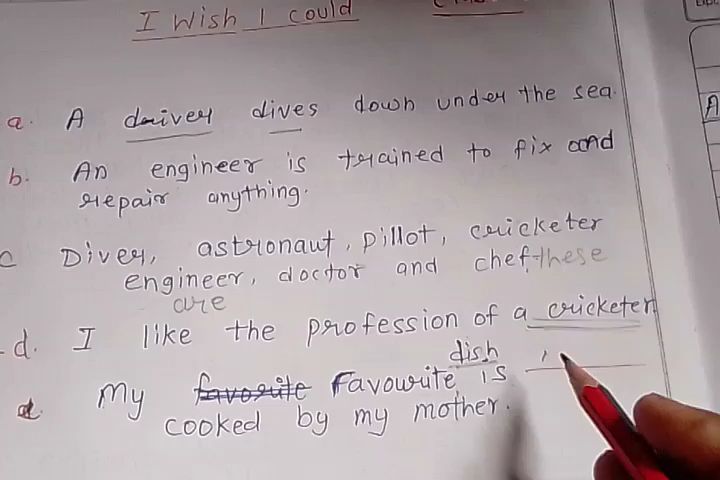 I Wish I could
a. A driver dives down under the sea.
b. An engineer is trained to fix and
repair anything.
c Diver, astronaut, pillot, cricketer
engineer, doctor and chef, these
are
d. I like the profession of a cricketer
dish
d. My favourite Favourite is
cooked by my mother.
A